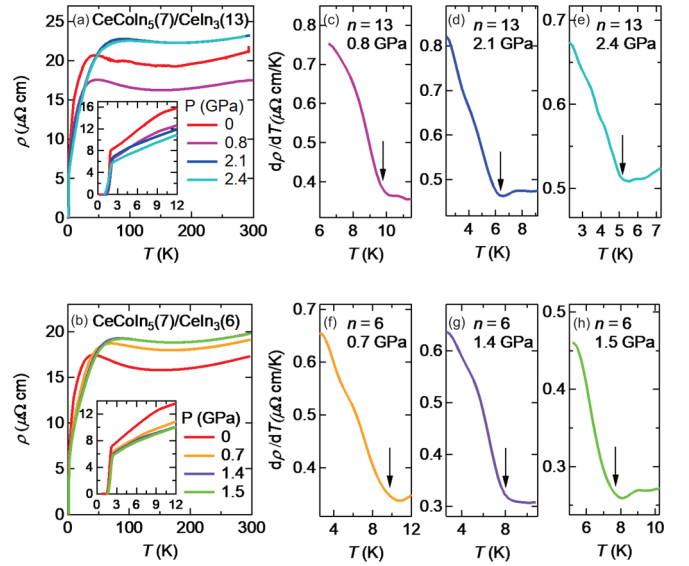 (a) CeCoIn5(7)/CeIn3(13)
25
20
15
10
5
0
ρ (μΩ cm)
16
12
8
4
0
0 3 6 9 12
P (GPa)
0
0.8
2.1
2.4
0 100 200 300
T (K)
(c) n = 13
0.8 GPa
0.8
0.7
0.6
0.5
0.4
dρ/dT(μΩ cm/K)
6 8 10
T (K)
(d) n = 13
2.1 GPa
0.8
0.7
0.6
0.5
4 6 8
T (K)
(e) n = 13
2.4 GPa
0.7
0.6
0.5
3 4 5 6 7
T (K)
(b) CeCoIn5(7)/CeIn3(6)
25
20
15
10
5
0
ρ (μΩ cm)
12
8
4
0
0 3 6 9 12
P (GPa)
0
0.7
1.4
1.5
0 100 200 300
T (K)
(f) n = 6
0.7 GPa
0.7
0.6
0.5
0.4
dρ/dT(μΩ cm/K)
4 8 12
T (K)
(g) n = 6
1.4 GPa
0.6
0.5
0.4
0.3
4 8
T (K)
(h) n = 6
1.5 GPa
0.5
0.4
0.3
6 8 10
T (K)